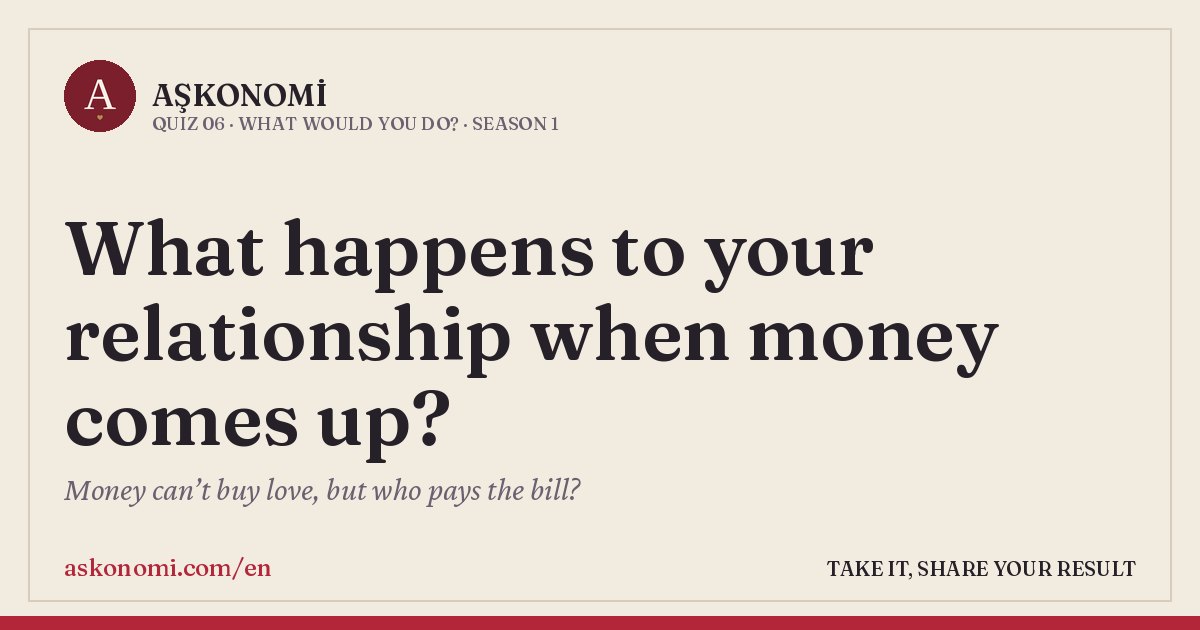 A
AŞKONOMİ
QUIZ 06 · WHAT WOULD YOU DO? · SEASON 1
What happens to your
relationship when money
comes up?
Money can’t buy love, but who pays the bill?
askonomi.com/en
TAKE IT, SHARE YOUR RESULT